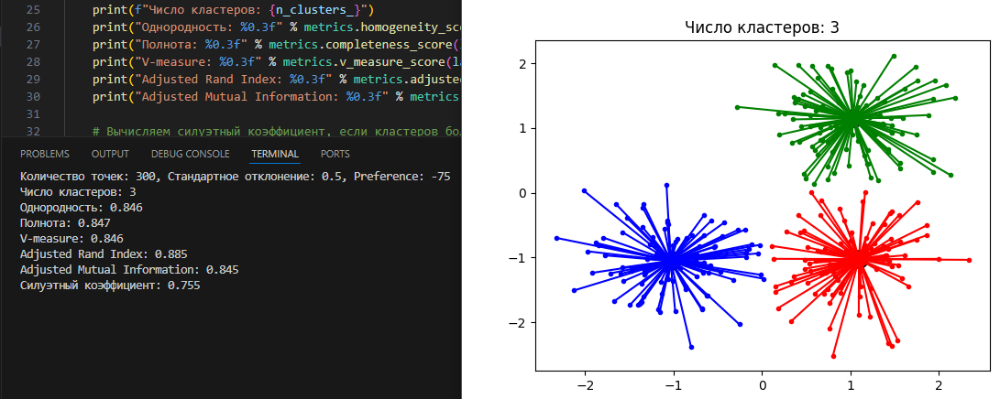 25 print(f"Число кластеров: {n_clusters_}")
26 print("Однородность: %0.3f" % metrics.homogeneity_sc
27 print("Полнота: %0.3f" % metrics.completeness_score(
28 print("V-measure: %0.3f" % metrics.v_measure_score(la
29 print("Adjusted Rand Index: %0.3f" % metrics.adjuste
30 print("Adjusted Mutual Information: %0.3f" % metrics
31
32 # Вычисляем силуэтный коэффициент, если кластеров бол
PROBLEMS OUTPUT DEBUG CONSOLE TERMINAL PORTS
Количество точек: 300, Стандартное отклонение: 0.5, Preference: -75
Число кластеров: 3
Однородность: 0.846
Полнота: 0.847
V-measure: 0.846
Adjusted Rand Index: 0.885
Adjusted Mutual Information: 0.845
Силуэтный коэффициент: 0.755
Число кластеров: 3
2
1
0
−1
−2
−2 −1 0 1 2